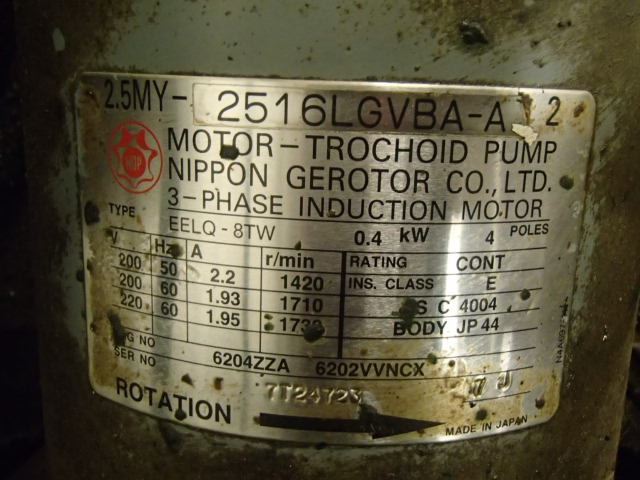 2.5MY- 2516LGVBA-A 2
NOP
MOTOR-TROCHOID PUMP
NIPPON GEROTOR CO., LTD.
3-PHASE INDUCTION MOTOR
TYPE EELQ-8TW 0.4 kW 4 POLES
V Hz A r/min RATING CONT
200 50 2.2 1420 INS. CLASS E
200 60 1.93 1710 S C 4004
220 60 1.95 BODY JP 44
G NO 6204ZZA 6202VVNCX
SER NO
ROTATION
MADE IN JAPAN